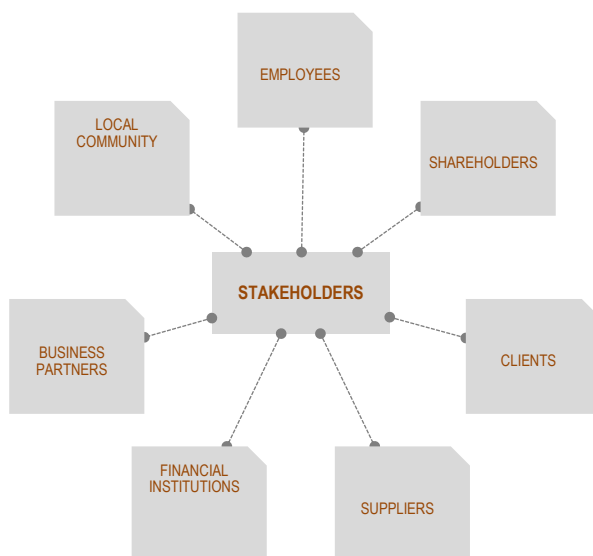 EMPLOYEES
LOCAL
COMMUNITY
SHAREHOLDERS
STAKEHOLDERS
BUSINESS
PARTNERS
CLIENTS
FINANCIAL
INSTITUTIONS
SUPPLIERS